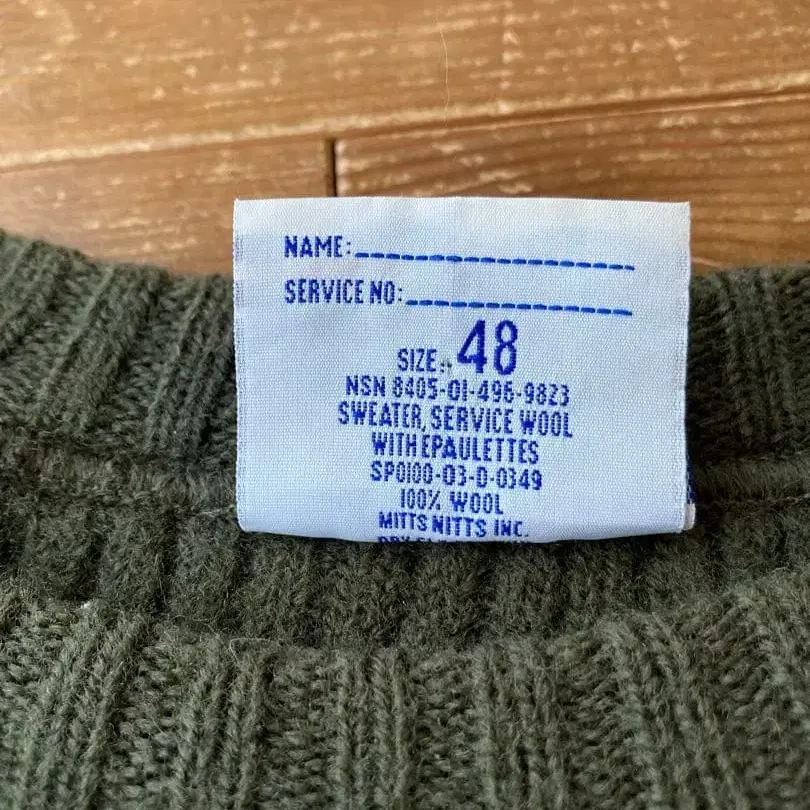 NAME:
SERVICE NO:
SIZE: 48
NSN 8405-01-496-9823
SWEATER, SERVICE WOOL
WITH EPAULETTES
SP0100-03-D-0349
100% WOOL
MITTS NITTS INC.